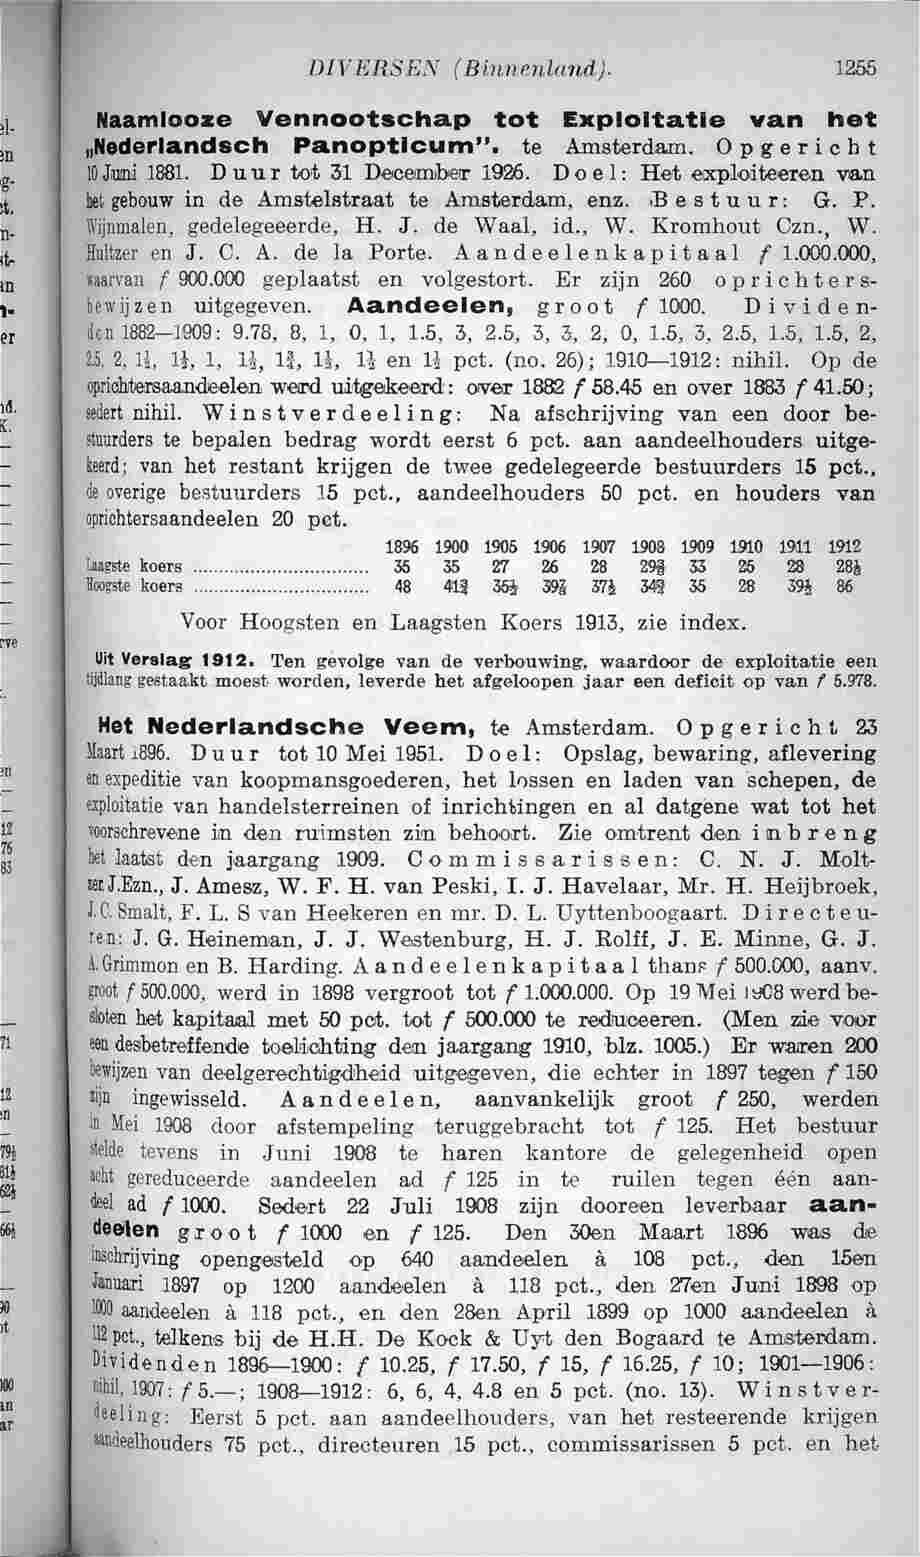 DIVERSEN (Binnenland). 1255
Naamlooze Vennootschap tot Exploitatie van het
„Nederlandsch Panopticum”. te Amsterdam. Opgericht
10 Juni 1881. Duur tot 31 December 1926. Doel: Het exploiteeren van
het gebouw in de Amstelstraat te Amsterdam, enz. Bestuur: G. P.
Wijnmalen, gedelegeeerde, H. J. de Waal, id., W. Kromhout Czn., W.
Hultzer en J. C. A. de la Porte. Aandeelenkapitaal f 1.000.000,
waarvan f 900.000 geplaatst en volgestort. Er zijn 260 oprichters-
bewijzen uitgegeven. Aandeelen, groot f 1000. Dividen-
den 1882—1909: 9.78, 8, 1, 0, 1, 1.5, 3, 2.5, 3, 3, 2, 0, 1.5, 3, 2.5, 1.5, 1.5, 2,
2.5, 2, 1, en pct. (no. 26); 1910—1912: nihil. Op de
oprichtersaandeelen werd uitgekeerd: over 1882 f 58.45 en over 1883 f 41.50;
sedert nihil. Winstverdeeling: Na afschrijving van een door be-
stuurders te bepalen bedrag wordt eerst 6 pct. aan aandeelhouders uitge-
keerd; van het restant krijgen de twee gedelegeerde bestuurders 15 pct.,
de overige bestuurders 15 pct., aandeelhouders 50 pct. en houders van
oprichtersaandeelen 20 pct.
1896 1900 1905 1906 1907 1908 1909 1910 1911 1912
Laagste koers ................................ 35 35 27 26 28 33 25 28 28½
Hoogste koers ................................ 48 37½ 35 28 39½ 86
Voor Hoogsten en Laagsten Koers 1913, zie index.
Uit Verslag 1912. Ten gevolge van de verbouwing, waardoor de exploitatie een
tijdlang gestaakt moest worden, leverde het afgeloopen jaar een deficit op van f 5.978.
Het Nederlandsche Veem, te Amsterdam. Opgericht 23
Maart 1896. Duur tot 10 Mei 1951. Doel: Opslag, bewaring, aflevering
en expeditie van koopmansgoederen, het lossen en laden van schepen, de
exploitatie van handelsterreinen of inrichtingen en al datgene wat tot het
voorschrevene in den ruimsten zin behoort. Zie omtrent den inbreng
het laatst den jaargang 1909. Commissarissen: C. N. J. Molt-
zer J.Ezn., J. Amesz, W. F. H. van Peski, I. J. Havelaar, Mr. H. Heijbroek,
J. C. Smalt, F. L. S van Heekeren en mr. D. L. Uyttenboogaart. Directeu-
ren: J. G. Heineman, J. J. Westenburg, H. J. Rolff, J. E. Minne, G. J.
A. Grimmon en B. Harding. Aandeelenkapitaal thans f 500.000, aanv.
groot f 500.000, werd in 1898 vergroot tot f 1.000.000. Op 19 Mei 1908 werd be-
sloten het kapitaal met 50 pct. tot f 500.000 te reduceeren. (Men zie voor
een desbetreffende toelichting den jaargang 1910, blz. 1005.) Er waren 200
bewijzen van deelgerechtigdheid uitgegeven, die echter in 1897 tegen f 150
zijn ingewisseld. Aandeelen, aanvankelijk groot f 250, werden
in Mei 1908 door afstempeling teruggebracht tot f 125. Het bestuur
stelde tevens in Juni 1908 te haren kantore de gelegenheid open
acht gereduceerde aandeelen ad f 125 in te ruilen tegen één aan-
deel ad f 1000. Sedert 22 Juli 1908 zijn dooreen leverbaar aan-
deelen groot f 1000 en f 125. Den 30en Maart 1896 was de
inschrijving opengesteld op 640 aandeelen à 108 pct., den 15en
Januari 1897 op 1200 aandeelen à 118 pct., den 27en Juni 1898 op
1000 aandeelen à 118 pct., en den 28en April 1899 op 1000 aandeelen à
112 pct., telkens bij de H.H. De Kock & Uyt den Bogaard te Amsterdam.
Dividenden 1896—1900: f 10.25, f 17.50, f 15, f 16.25, f 10; 1901—1906:
nihil, 1907: f 5.—; 1908—1912: 6, 6, 4, 4.8 en 5 pct. (no. 13). Winstver-
deeling: Eerst 5 pct. aan aandeelhouders, van het resteerende krijgen
aandeelhouders 75 pct., directeuren 15 pct., commissarissen 5 pct. en het